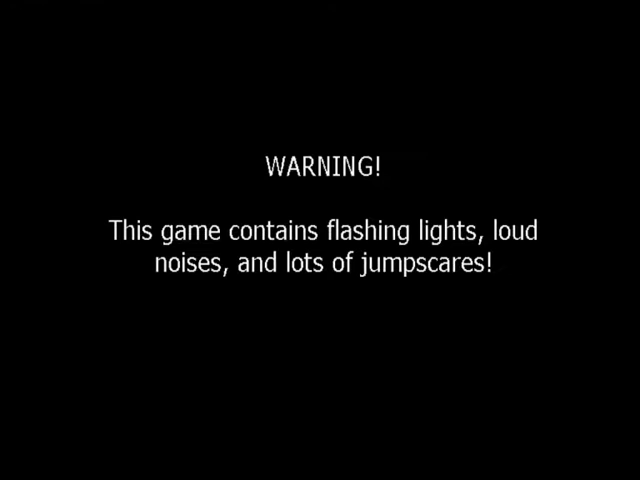 WARNING!
This game contains flashing lights, loud
noises, and lots of jumpscares!